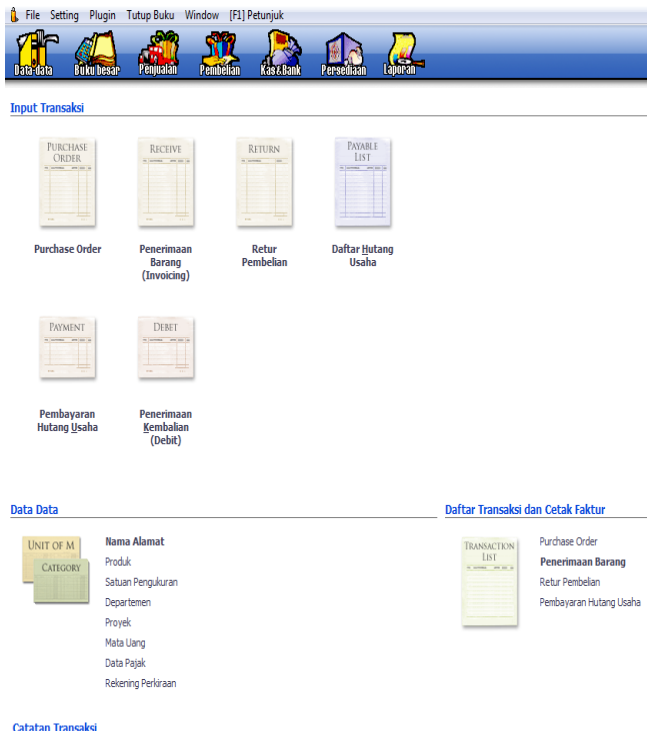 File Setting Plugin Tutup Buku Window [F1] Petunjuk
Data-data Buku besar Penjualan Pembelian Kas & Bank Persediaan Laporan
Input Transaksi
PURCHASE
ORDER
RECEIVE
RETURN
PAYABLE
LIST
Purchase Order
Penerimaan
Barang
(Invoicing)
Retur
Pembelian
Daftar Hutang
Usaha
PAYMENT
DEBET
Pembayaran
Hutang Usaha
Penerimaan
Kembalian
(Debit)
Data Data
UNIT OF M
CATEGORY
Nama Alamat
Produk
Satuan Pengukuran
Departemen
Proyek
Mata Uang
Data Pajak
Rekening Perkiraan
Daftar Transaksi dan Cetak Faktur
TRANSACTION
LIST
Purchase Order
Penerimaan Barang
Retur Pembelian
Pembayaran Hutang Usaha
Catatan Transaksi